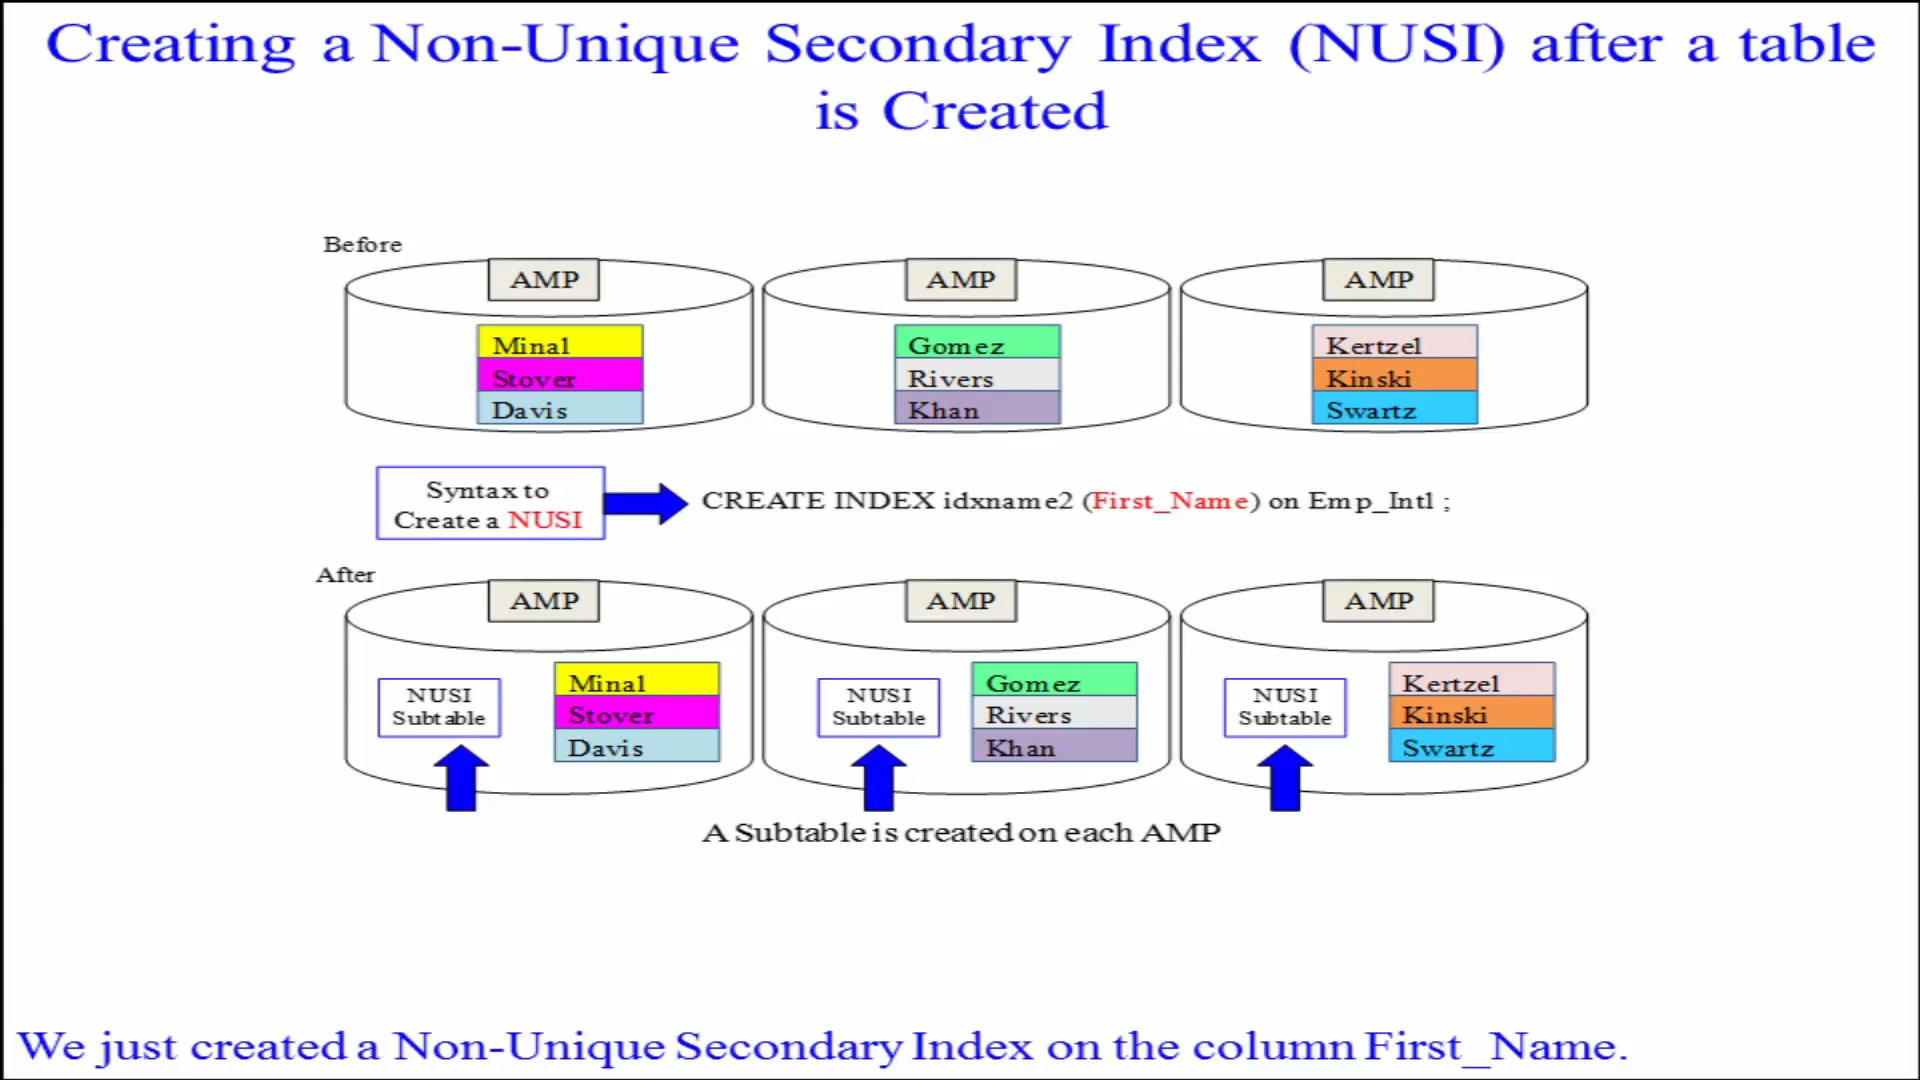 Creating a Non-Unique Secondary Index (NUSI) after a table
is Created
Before
AMP
AMP
AMP
Minal
Stover
Davis
Gomez
Rivers
Khan
Kertzel
Kinski
Swartz
Syntax to
Create a NUSI
CREATE INDEX idxname2 (First_Name) on Emp_Intl ;
After
AMP
AMP
AMP
NUSI
Subtable
Minal
Stover
Davis
NUSI
Subtable
Gomez
Rivers
Khan
NUSI
Subtable
Kertzel
Kinski
Swartz
A Subtable is created on each AMP
We just created a Non-Unique Secondary Index on the column First_Name.